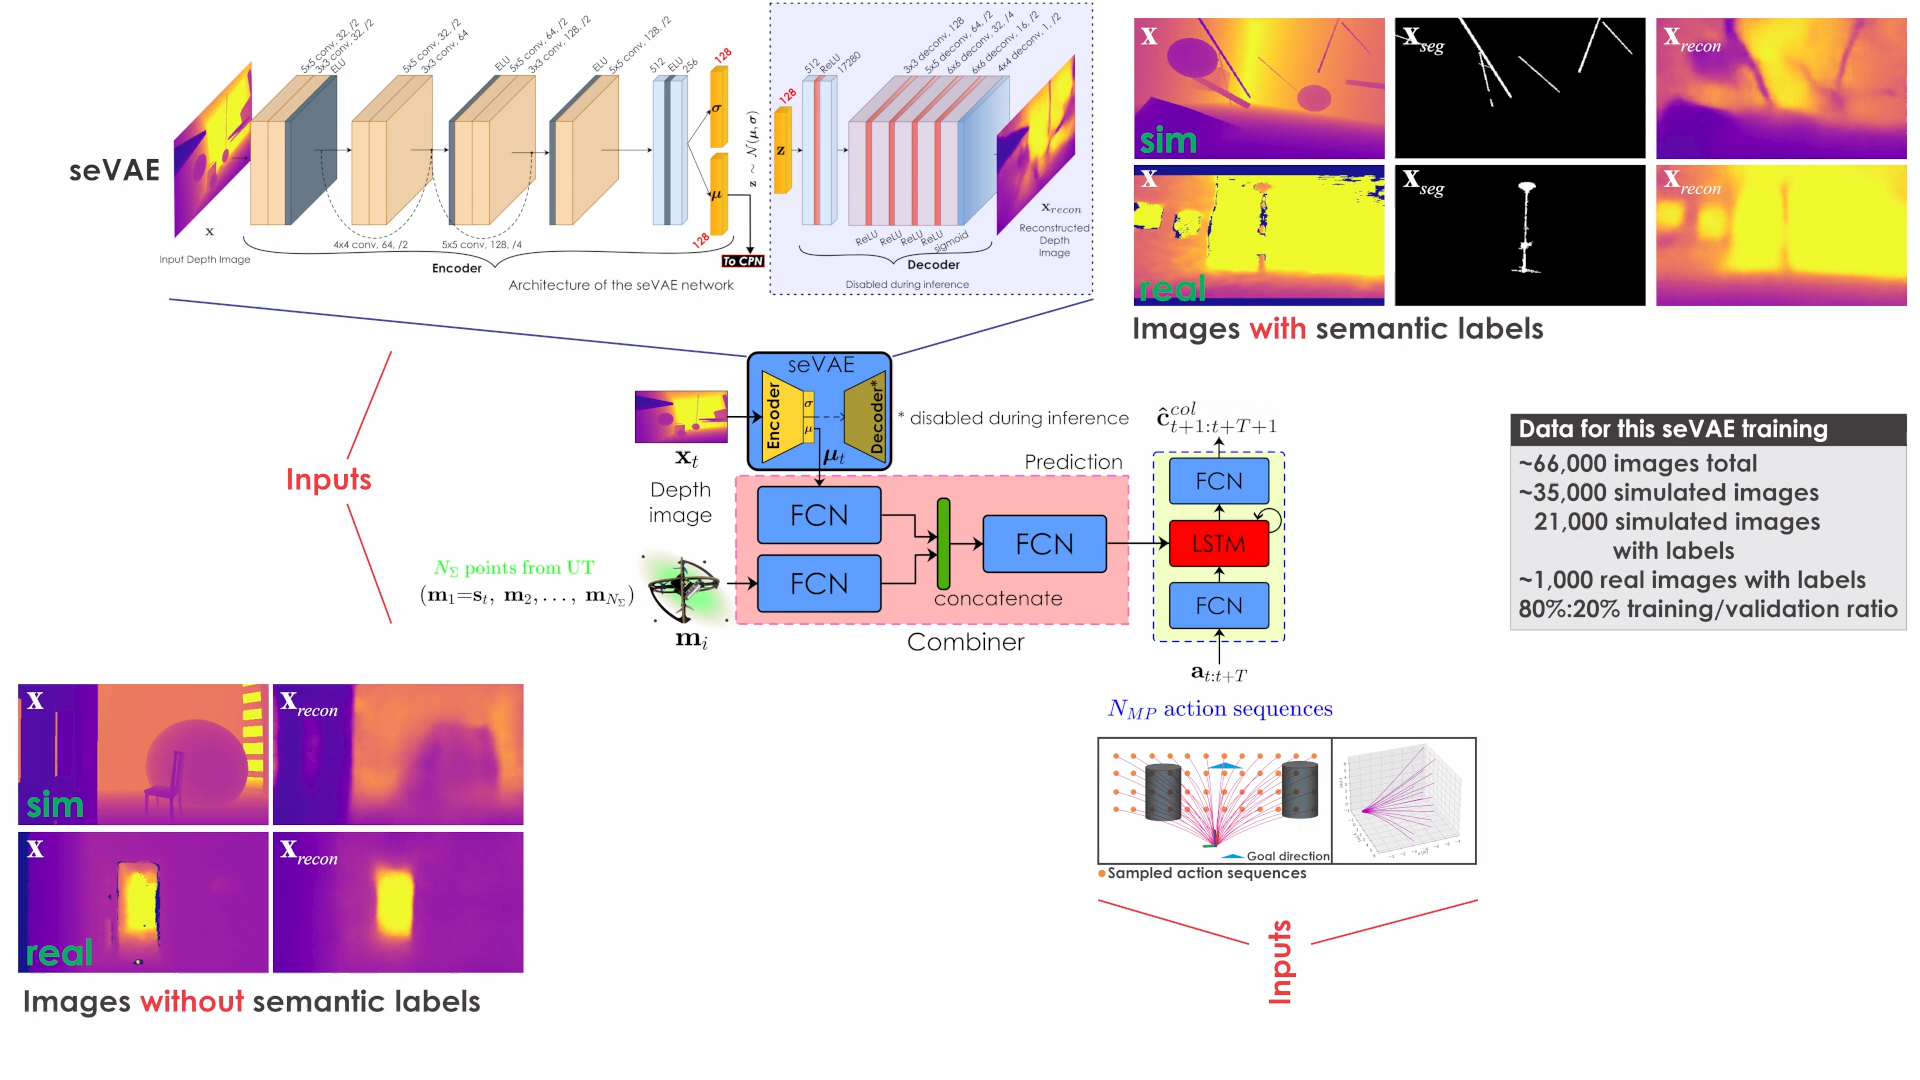 seVAE
5x5 conv, 32, /2
3x3 conv, 32, /2
ELU
5x5 conv, 32, /2
3x3 conv, 64
ELU
5x5 conv, 64, /2
3x3 conv, 128, /2
ELU
5x5 conv, 128, /2
512
ELU
256
128
σ
μ
128
z ∼ N(μ, σ)
To CPN
x
Input Depth Image
4x4 conv, 64, /2
5x5 conv, 128, /4
Encoder
Architecture of the seVAE network
128
z
512
ReLU
17280
3x3 deconv, 128
5x5 deconv, 64, /2
6x6 deconv, 32, /4
6x6 deconv, 16, /2
4x4 deconv, 1, /2
ReLU
ReLU
ReLU
ReLU
sigmoid
Decoder
Disabled during inference
x_recon
Reconstructed
Depth
Image
x
sim
x_seg
x_recon
x
real
x_seg
x_recon
Images with semantic labels
Inputs
seVAE
Encoder
σ
μ
Decoder*
* disabled during inference
x_t
Depth
image
μ_t
Prediction
ĉ^{col}_{t+1:t+T+1}
FCN
FCN
FCN
concatenate
Combiner
FCN
LSTM
FCN
a_{t:t+T}
N_Σ points from UT
(m_1=s_t, m_2,..., m_{N_Σ})
m_i
Data for this seVAE training
~66,000 images total
~35,000 simulated images
21,000 simulated images
with labels
~1,000 real images with labels
80%:20% training/validation ratio
x
sim
x_recon
x
real
x_recon
Images without semantic labels
N_{MP} action sequences
Goal direction
Sampled action sequences
Inputs